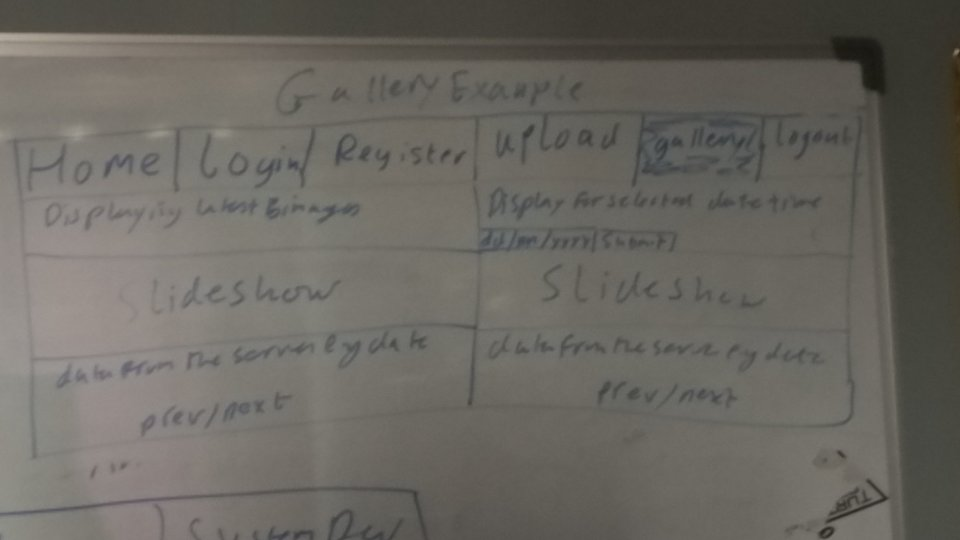 Gallery Example
Home | Login | Register | upload | gallery | logout
Displaying latest images
Display for selected date time
dd/mm/yyyy | Submit
Slideshow
Slideshow
data from the server by date
data from the server by date
prev/next
prev/next
System
TUR